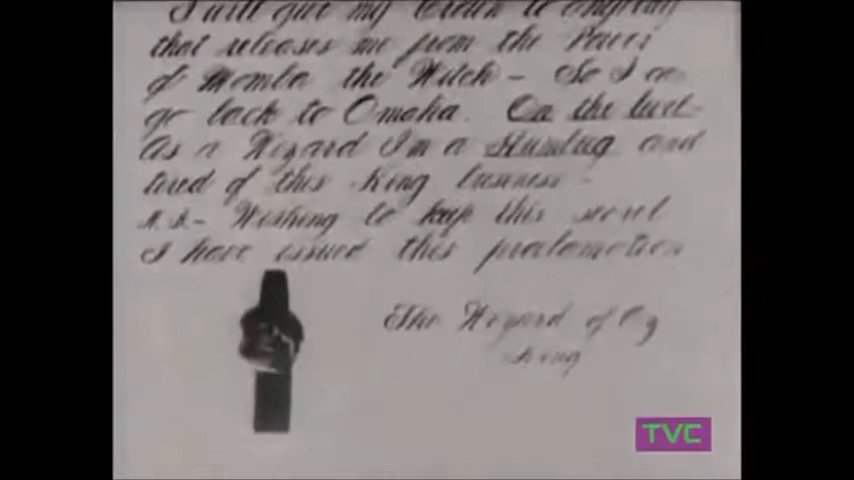 I will give my Crown to anybody
that releases me from the Power
of Momba the Witch - So I can
go back to Omaha. On the level -
As a Wizard I'm a Humbug and
tired of this King business -
N.B. - Wishing to keep this secret
I have issued this proclamation
The Wizard of Oz
King
TVC